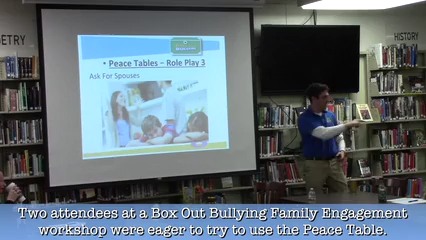 POETRY
HISTORY
Peace Tables – Role Play 3
Ask For Spouses
Two attendees at a Box Out Bullying Family Engagement
workshop were eager to try to use the Peace Table.